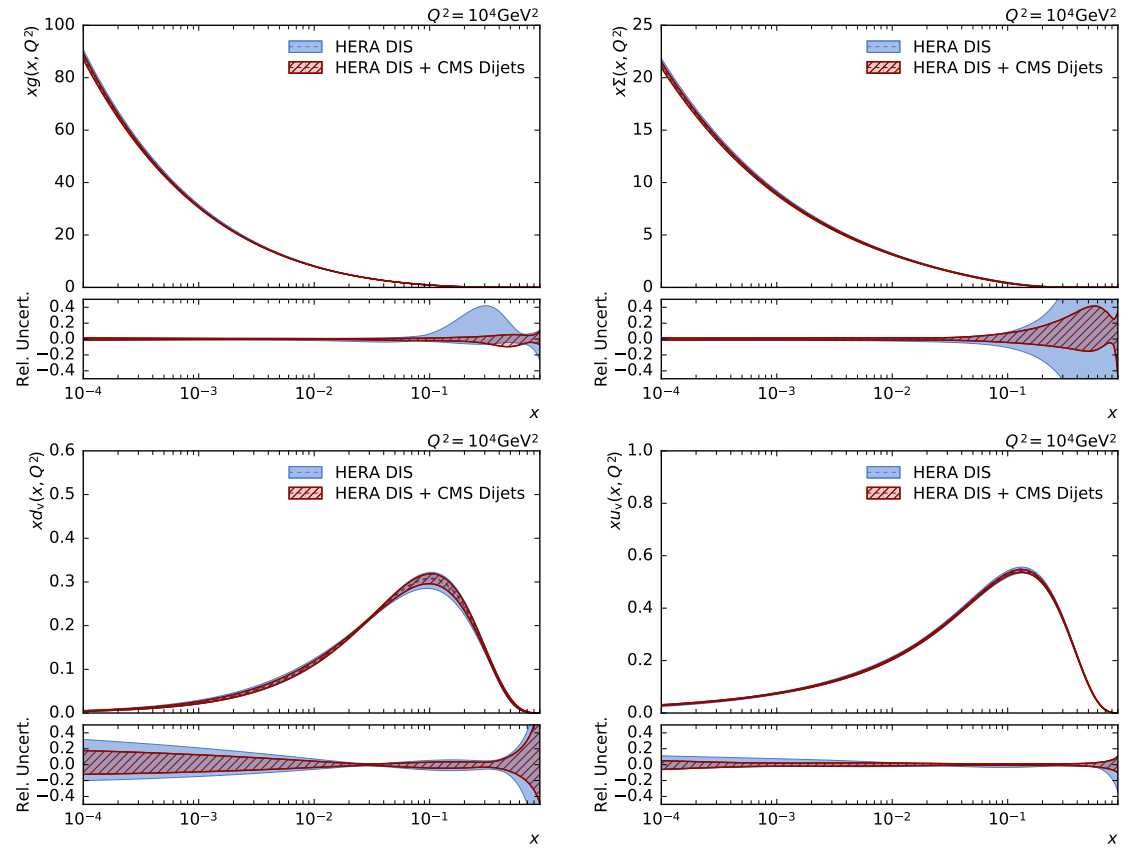 Q² = 10⁴GeV²
xg(x, Q²)
100
80
60
40
20
0
HERA DIS
HERA DIS + CMS Dijets
Rel. Uncert.
0.4
0.2
0.0
−0.2
−0.4
10⁻⁴ 10⁻³ 10⁻² 10⁻¹
x
Q² = 10⁴GeV²
xΣ(x, Q²)
25
20
15
10
5
0
HERA DIS
HERA DIS + CMS Dijets
Rel. Uncert.
0.4
0.2
0.0
−0.2
−0.4
10⁻⁴ 10⁻³ 10⁻² 10⁻¹
x
Q² = 10⁴GeV²
xdᵥ(x, Q²)
0.6
0.5
0.4
0.3
0.2
0.1
0.0
HERA DIS
HERA DIS + CMS Dijets
Rel. Uncert.
0.4
0.2
0.0
−0.2
−0.4
10⁻⁴ 10⁻³ 10⁻² 10⁻¹
x
Q² = 10⁴GeV²
xuᵥ(x, Q²)
1.0
0.8
0.6
0.4
0.2
0.0
HERA DIS
HERA DIS + CMS Dijets
Rel. Uncert.
0.4
0.2
0.0
−0.2
−0.4
10⁻⁴ 10⁻³ 10⁻² 10⁻¹
x